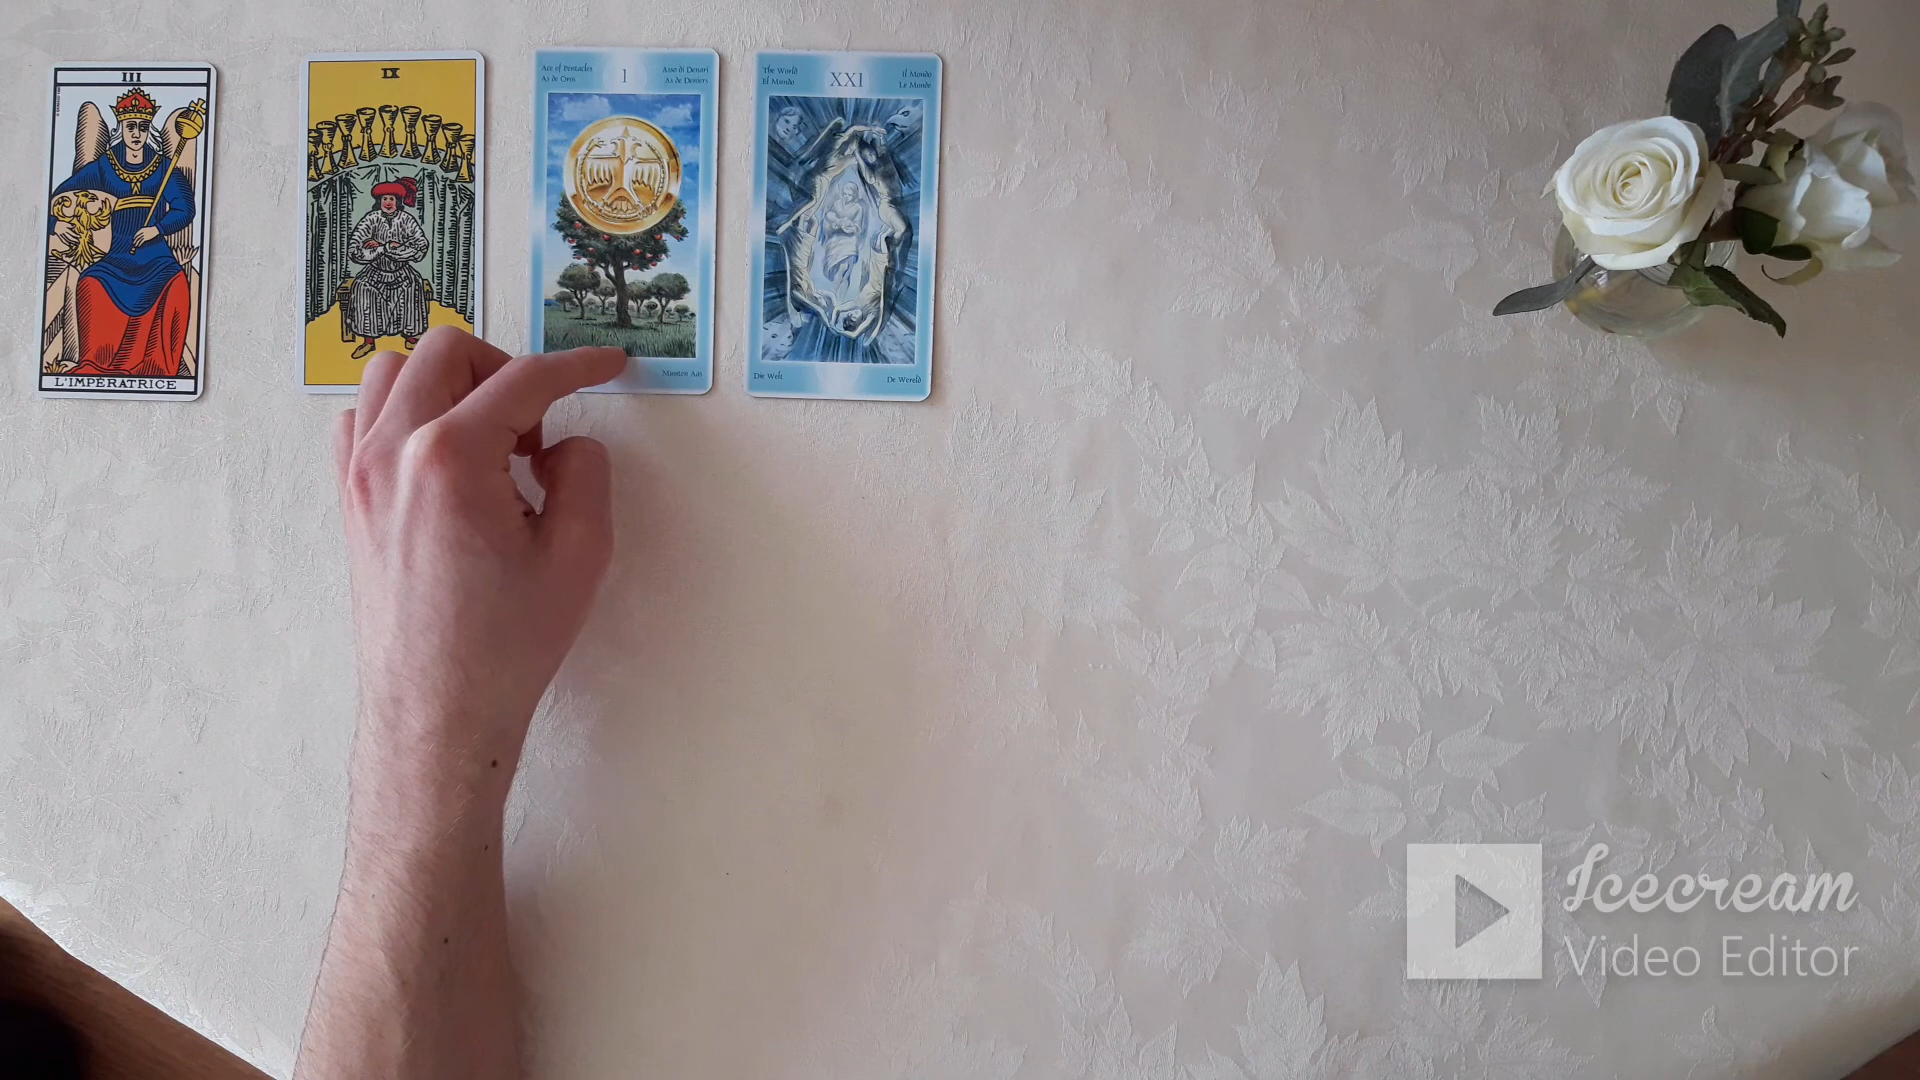 III
L'IMPÉRATRICE
IX
Ace of Pentacles
As de Oros
1
Asso di Denari
As de Deniers
Munten Aas
The World
El Mundo
XXI
Il Mondo
Le Monde
Die Welt
De Wereld
Icecream
Video Editor